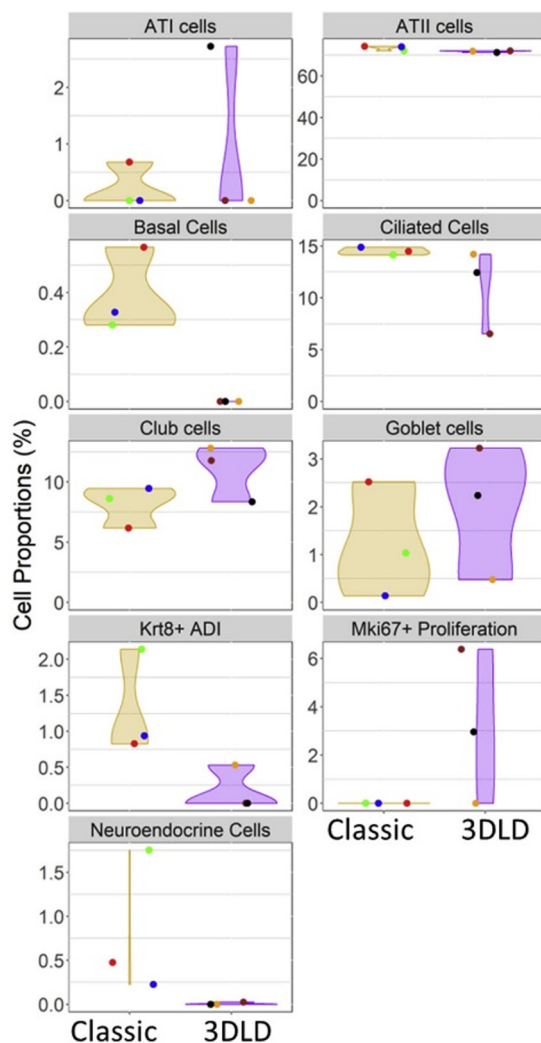 ATI cells
ATII cells
2
1
0
60
40
20
0
Basal Cells
Ciliated Cells
0.4
0.2
0.0
15
10
5
0
Club cells
Goblet cells
10
5
0
3
2
1
0
Krt8+ ADI
Mki67+ Proliferation
2.0
1.5
1.0
0.5
0.0
6
4
2
0
Classic 3DLD
Neuroendocrine Cells
1.5
1.0
0.5
0.0
Classic 3DLD
Cell Proportions (%)